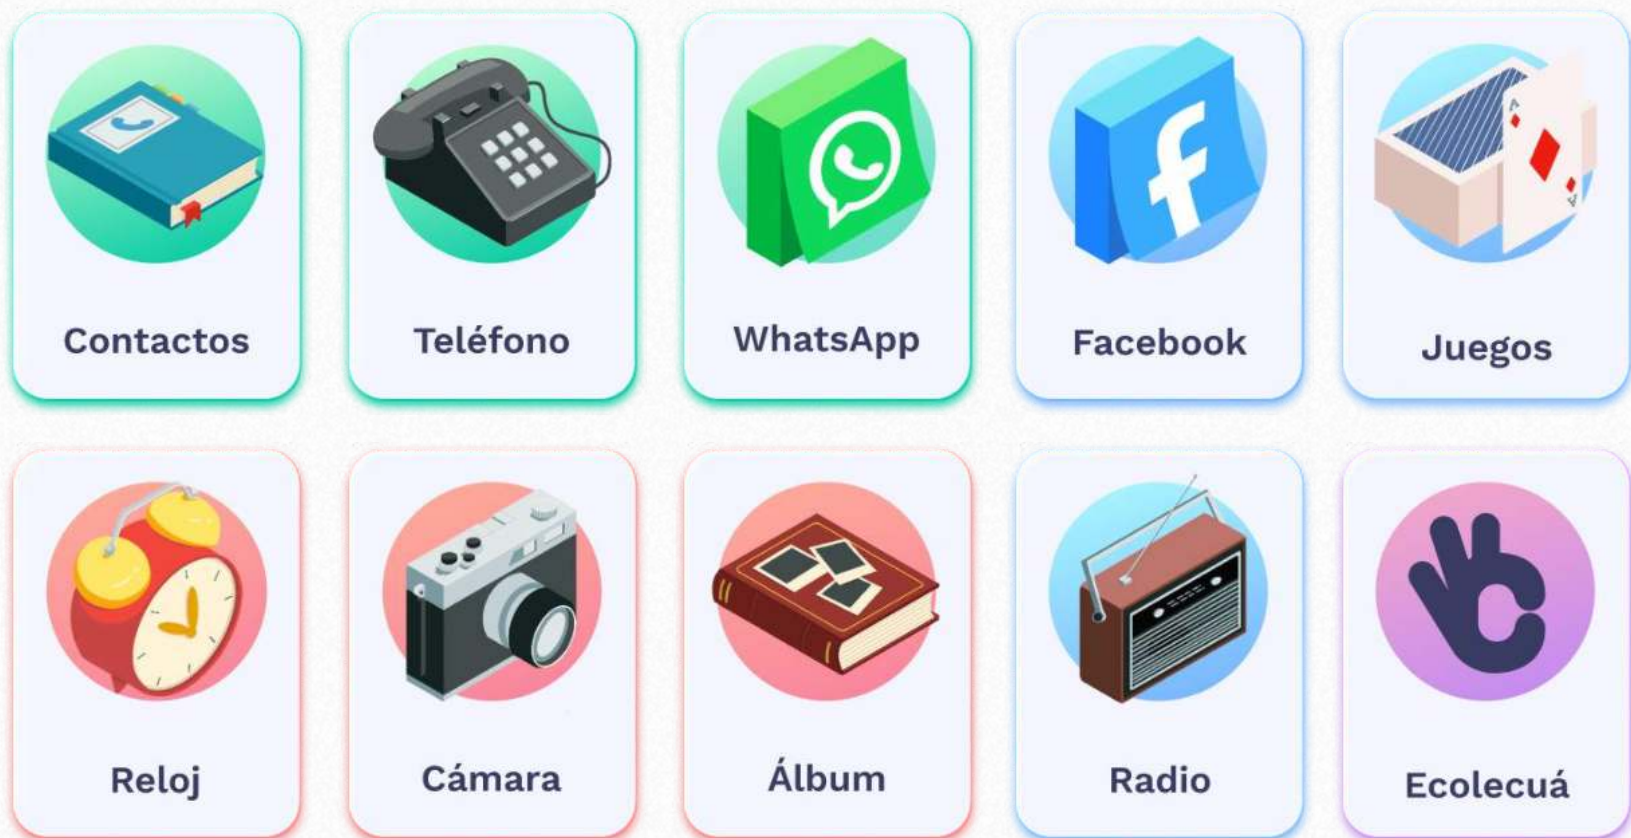 Contactos
Teléfono
WhatsApp
Facebook
Juegos
A
A
Reloj
Cámara
Álbum
Radio
Ecolecuá